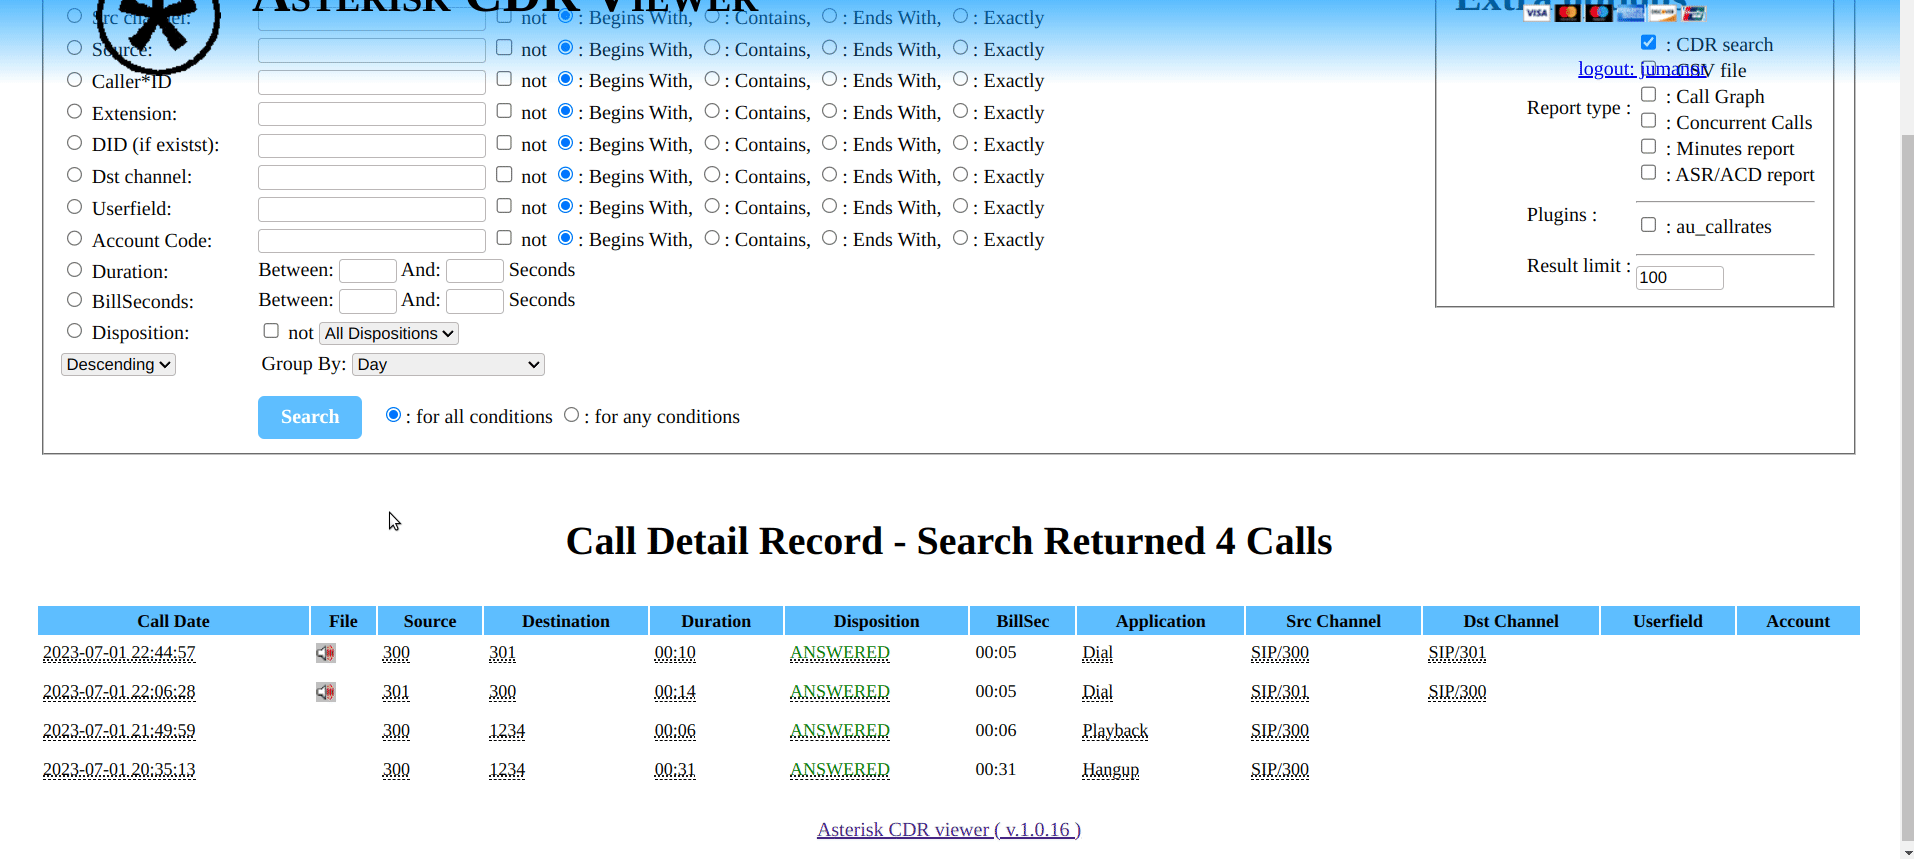 ASTERISK CDR VIEWER
Src channel: not : Begins With, : Contains, : Ends With, : Exactly
Source: not : Begins With, : Contains, : Ends With, : Exactly
Caller*ID not : Begins With, : Contains, : Ends With, : Exactly
Extension: not : Begins With, : Contains, : Ends With, : Exactly
DID (if existst): not : Begins With, : Contains, : Ends With, : Exactly
Dst channel: not : Begins With, : Contains, : Ends With, : Exactly
Userfield: not : Begins With, : Contains, : Ends With, : Exactly
Account Code: not : Begins With, : Contains, : Ends With, : Exactly
Duration: Between: And: Seconds
BillSeconds: Between: And: Seconds
Disposition: not All Dispositions
Descending Group By: Day
Search : for all conditions : for any conditions
VISA
: CDR search
logout:
: CSV file
Report type : : Call Graph
: Concurrent Calls
: Minutes report
: ASR/ACD report
Plugins : : au_callrates
Result limit : 100
Call Detail Record - Search Returned 4 Calls
Call Date File Source Destination Duration Disposition BillSec Application Src Channel Dst Channel Userfield Account
2023-07-01 22:44:57 300 301 00:10 ANSWERED 00:05 Dial SIP/300 SIP/301
2023-07-01 22:06:28 301 300 00:14 ANSWERED 00:05 Dial SIP/301 SIP/300
2023-07-01 21:49:59 300 1234 00:06 ANSWERED 00:06 Playback SIP/300
2023-07-01 20:35:13 300 1234 00:31 ANSWERED 00:31 Hangup SIP/300
Asterisk CDR viewer ( v.1.0.16 )